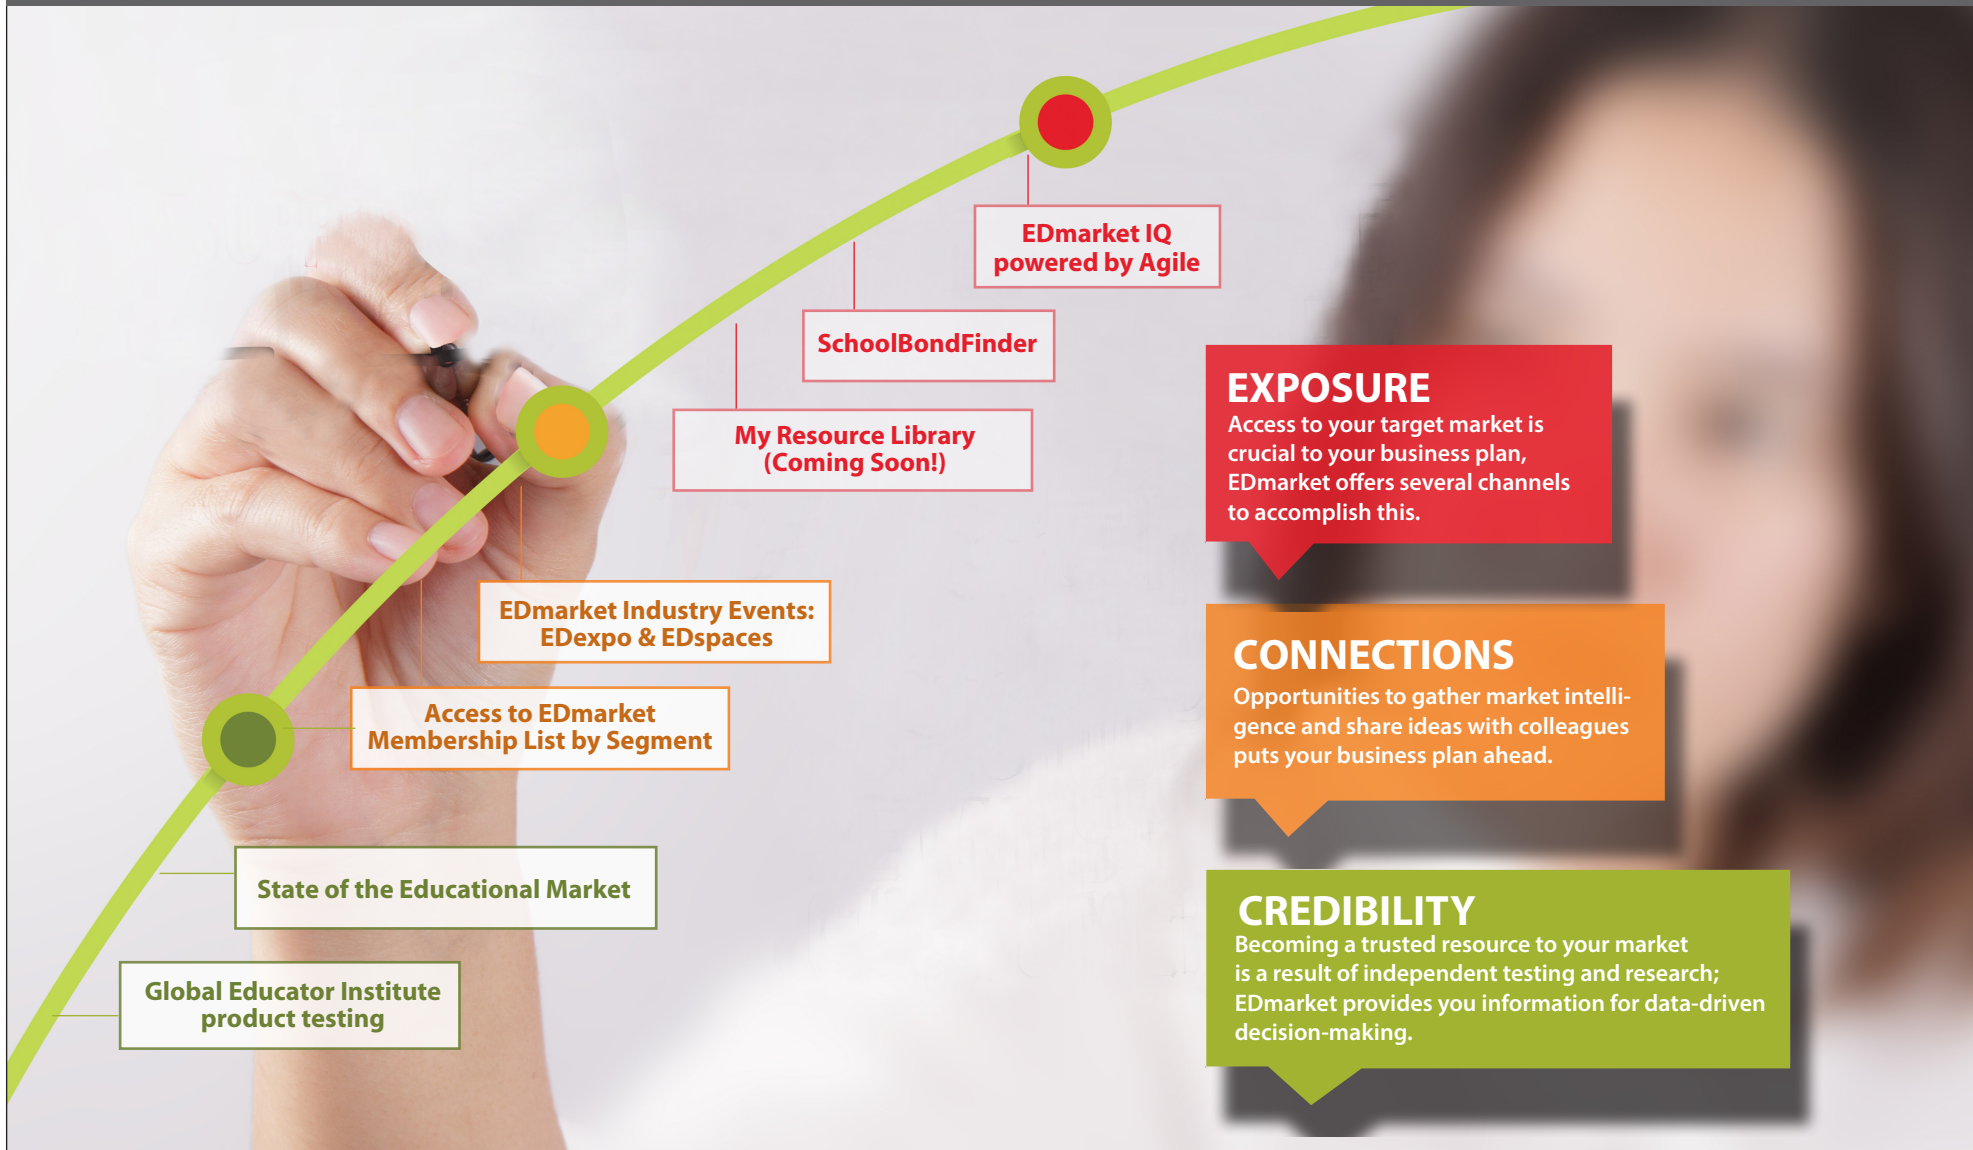 EDmarket IQ
powered by Agile
SchoolBondFinder
My Resource Library
(Coming Soon!)
EDmarket Industry Events:
EDexpo & EDspaces
Access to EDmarket
Membership List by Segment
State of the Educational Market
Global Educator Institute
product testing
EXPOSURE
Access to your target market is
crucial to your business plan,
EDmarket offers several channels
to accomplish this.
CONNECTIONS
Opportunities to gather market intelli-
gence and share ideas with colleagues
puts your business plan ahead.
CREDIBILITY
Becoming a trusted resource to your market
is a result of independent testing and research;
EDmarket provides you information for data-driven
decision-making.